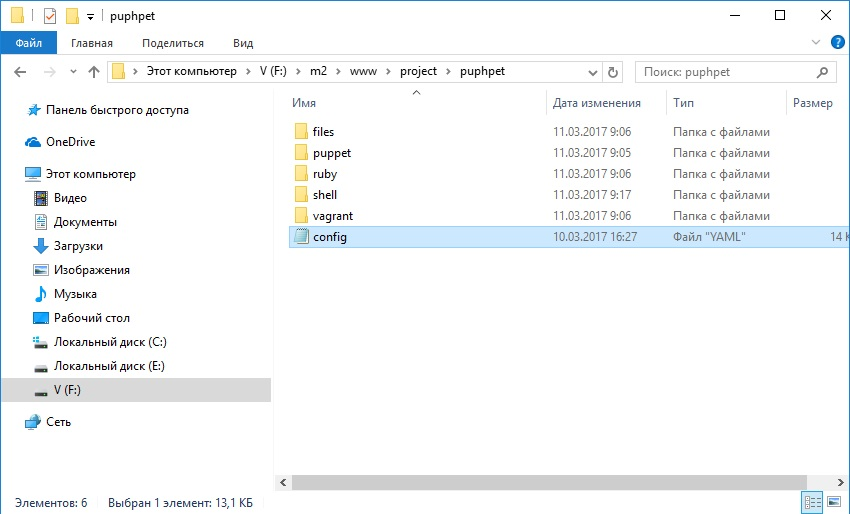 puphpet
Файл Главная Поделиться Вид
Этот компьютер V (F:) m2 www project puphpet
Поиск: puphpet
Панель быстрого доступа
OneDrive
Этот компьютер
Видео
Документы
Загрузки
Изображения
Музыка
Рабочий стол
Локальный диск (C:)
Локальный диск (E:)
V (F:)
Сеть
Имя Дата изменения Тип Размер
files 11.03.2017 9:06 Папка с файлами
puppet 11.03.2017 9:05 Папка с файлами
ruby 11.03.2017 9:06 Папка с файлами
shell 11.03.2017 9:17 Папка с файлами
vagrant 11.03.2017 9:06 Папка с файлами
config 10.03.2017 16:27 Файл "YAML" 14 К
Элементов: 6 Выбран 1 элемент: 13,1 КБ